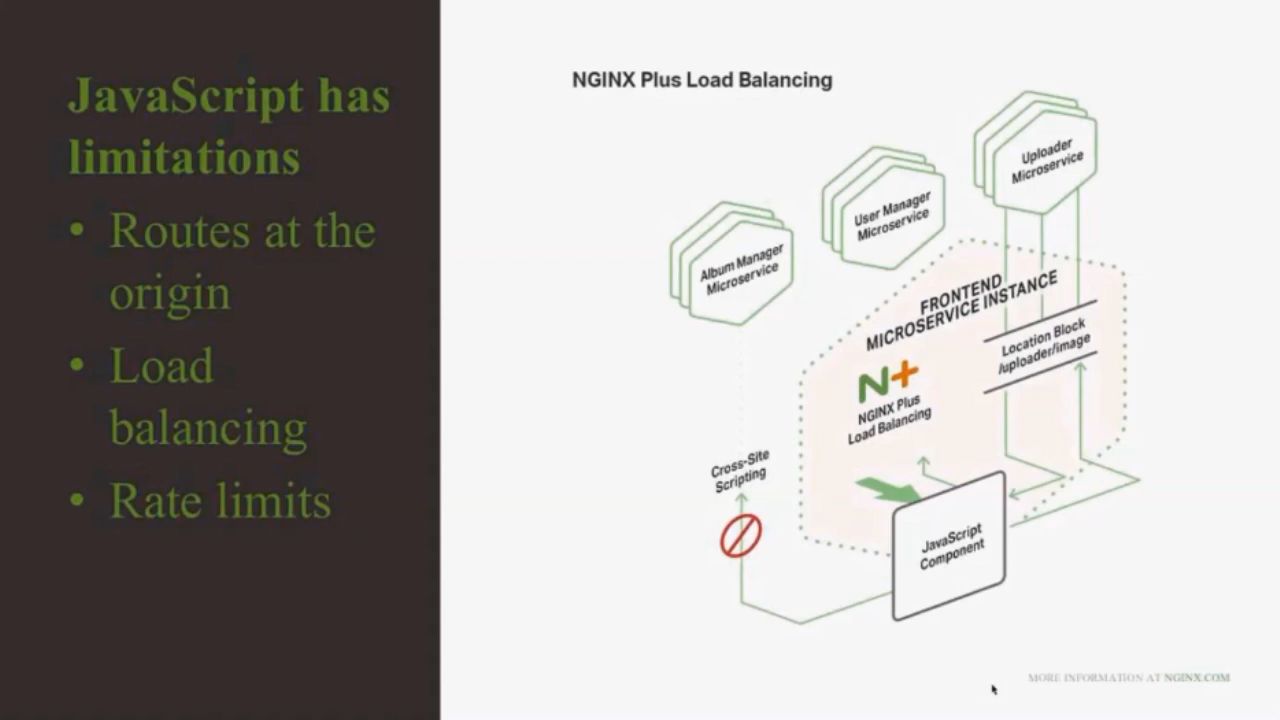 JavaScript has
limitations
• Routes at the
origin
• Load
balancing
• Rate limits
NGINX Plus Load Balancing
Uploader
Microservice
User Manager
Microservice
Album Manager
Microservice
FRONTEND
MICROSERVICE INSTANCE
Location Block
/uploader/image
N+
NGINX Plus
Load Balancing
Cross-Site
Scripting
JavaScript
Component
MORE INFORMATION AT NGINX.COM